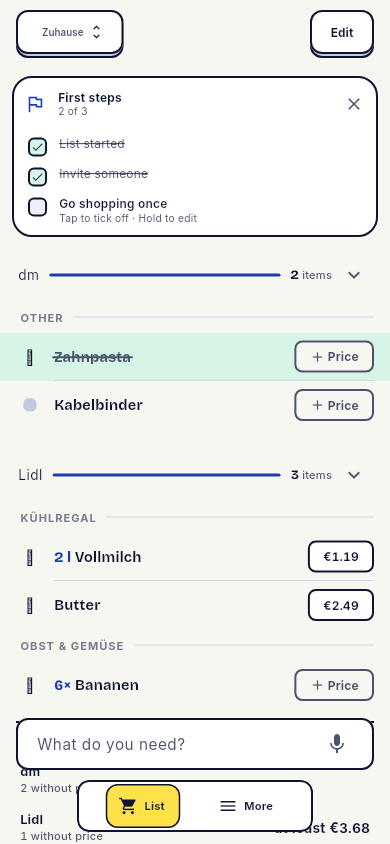 Zuhause
Edit
First steps
2 of 3
List started
Invite someone
Go shopping once
Tap to tick off · Hold to edit
dm
2 items
OTHER
Zahnpasta
+ Price
Kabelbinder
+ Price
Lidl
3 items
KÜHLREGAL
2 l Vollmilch
€1.19
Butter
€2.49
OBST & GEMÜSE
6× Bananen
+ Price
What do you need?
dm
2 without
List
More
Lidl
1 without price
least €3.68